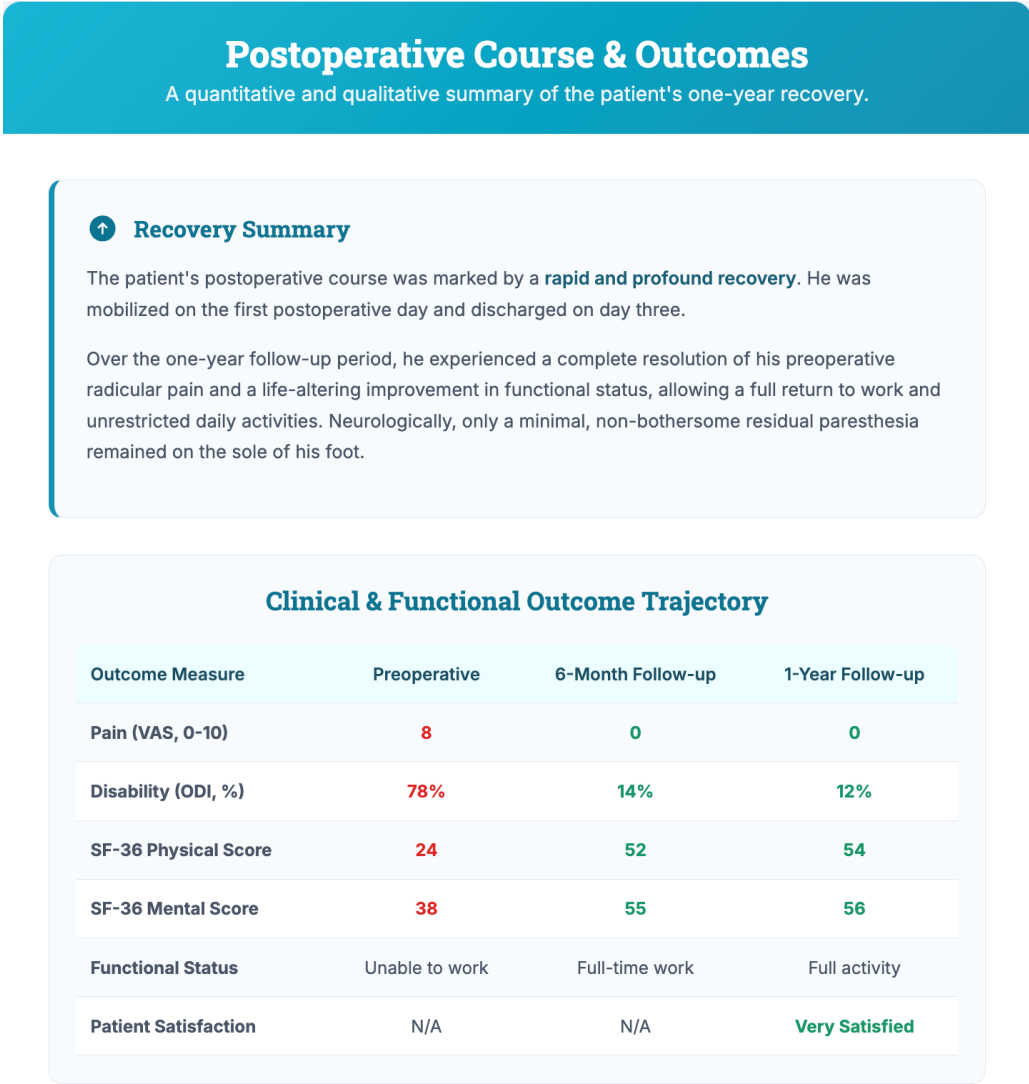 Postoperative Course & Outcomes
A quantitative and qualitative summary of the patient's one-year recovery.
Recovery Summary
The patient's postoperative course was marked by a rapid and profound recovery. He was
mobilized on the first postoperative day and discharged on day three.
Over the one-year follow-up period, he experienced a complete resolution of his preoperative
radicular pain and a life-altering improvement in functional status, allowing a full return to work and
unrestricted daily activities. Neurologically, only a minimal, non-bothersome residual paresthesia
remained on the sole of his foot.
Clinical & Functional Outcome Trajectory
Outcome Measure Preoperative 6-Month Follow-up 1-Year Follow-up
Pain (VAS, 0-10) 8 0 0
Disability (ODI, %) 78% 14% 12%
SF-36 Physical Score 24 52 54
SF-36 Mental Score 38 55 56
Functional Status Unable to work Full-time work Full activity
Patient Satisfaction N/A N/A Very Satisfied